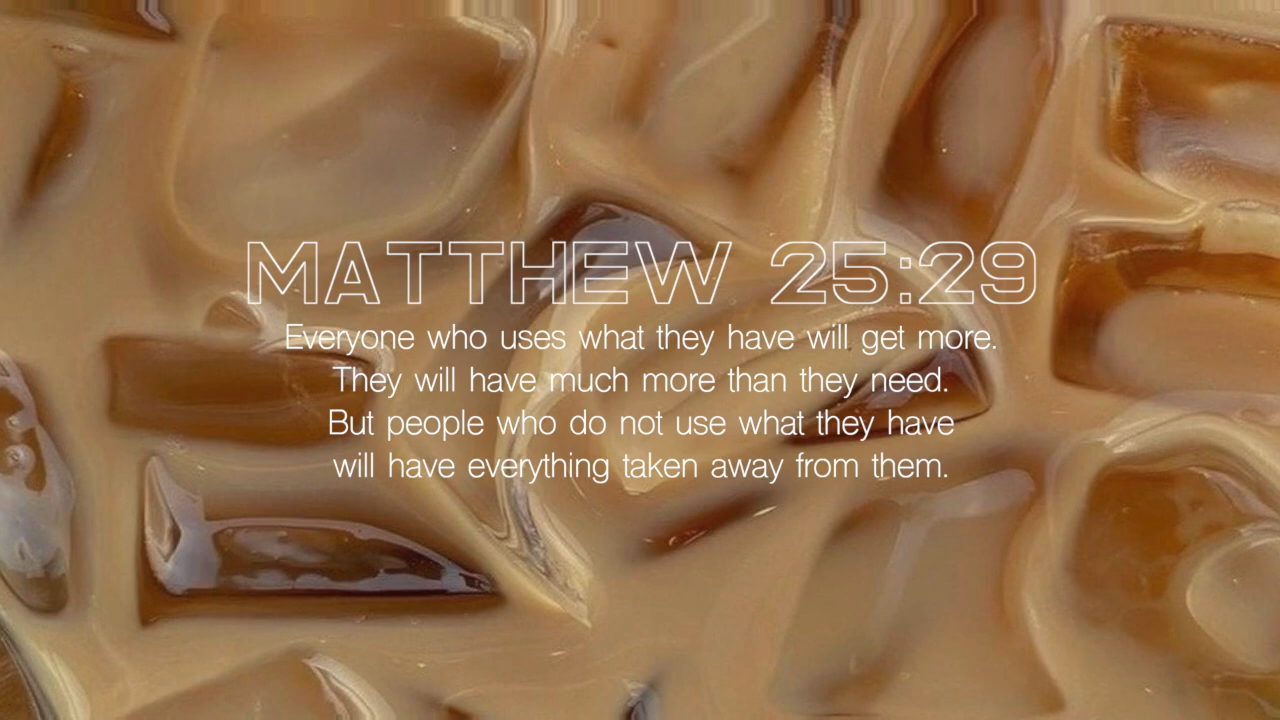 MATTHEW 25:29
Everyone who uses what they have will get more.
They will have much more than they need.
But people who do not use what they have
will have everything taken away from them.